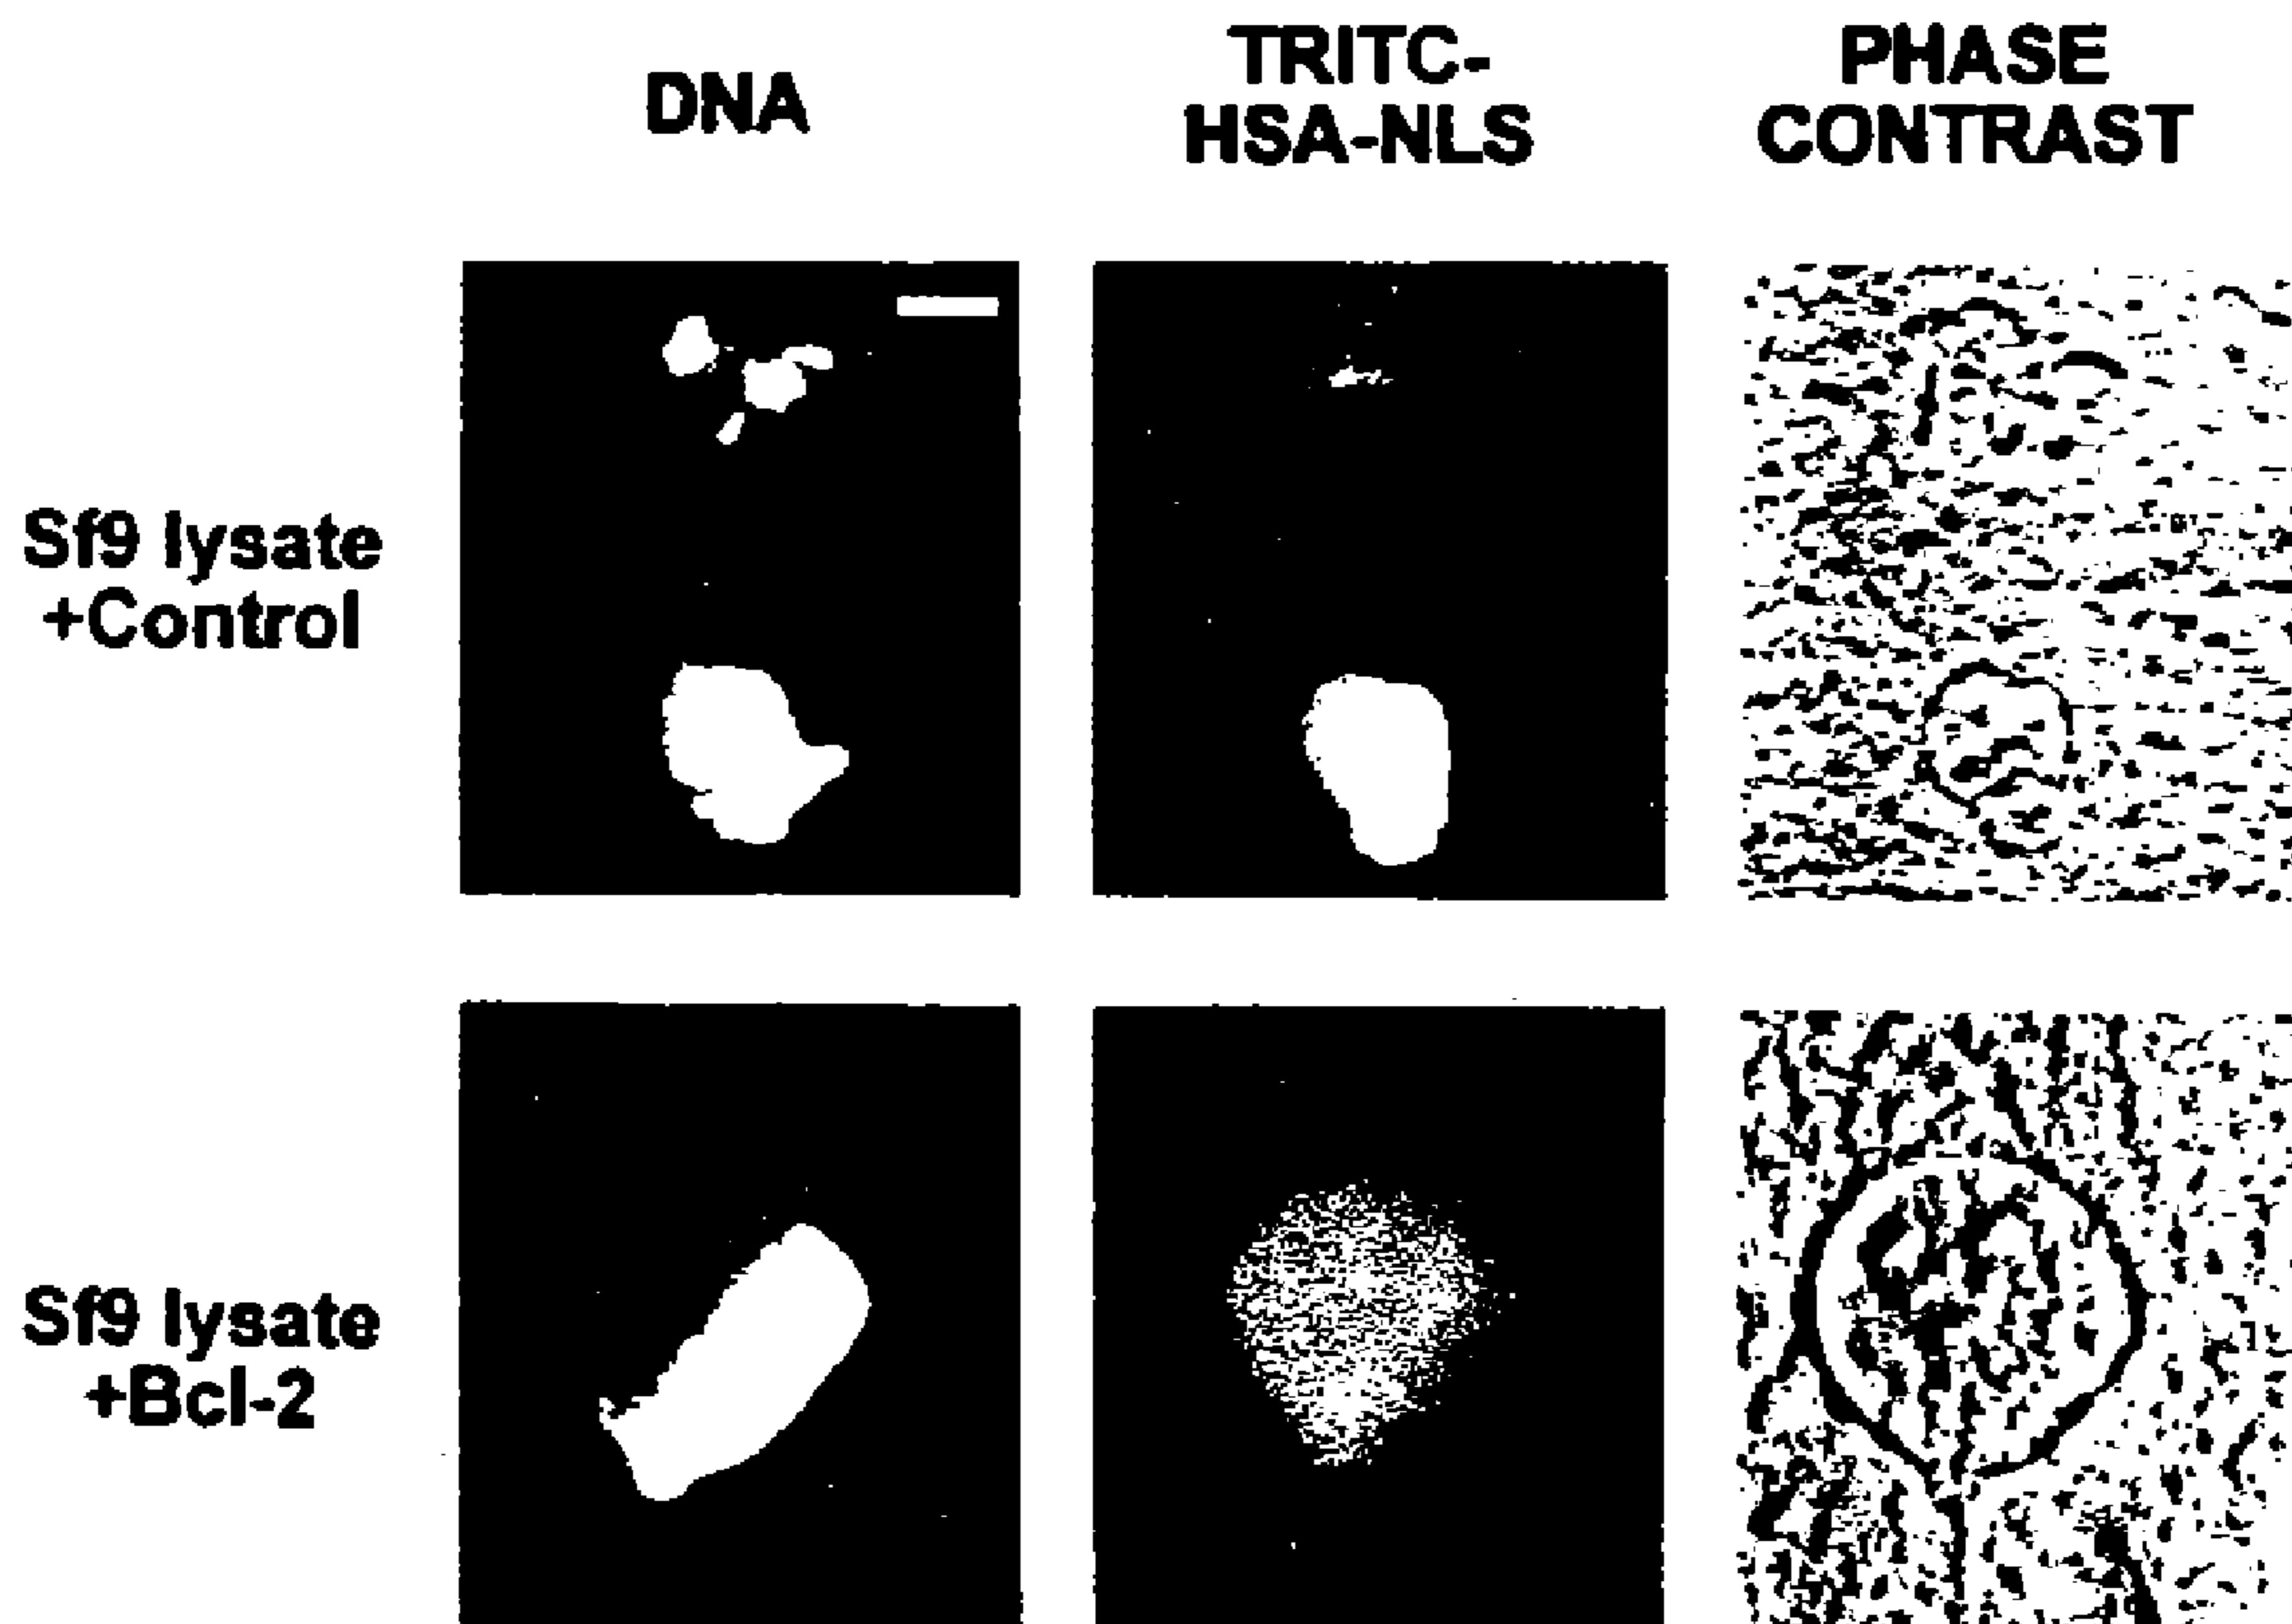 DNA
TRITC-
HSA-NLS
PHASE
CONTRAST
Sf9 lysate
+Control
Sf9 lysate
+Bcl-2